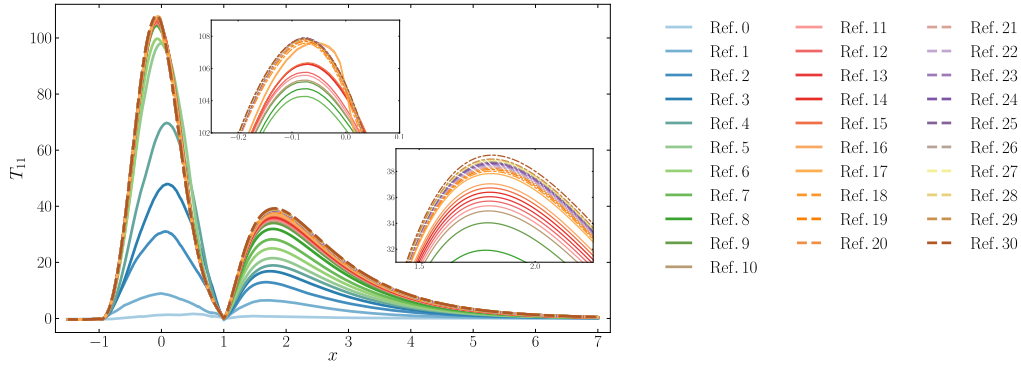 T11
100
80
60
40
20
0
−1
0
1
2
3
4
5
6
7
x
108
106
104
102
−0.2
−0.1
0.0
0.1
38
37
36
35
34
33
32
31
1.5
2.0
Ref. 0
Ref. 1
Ref. 2
Ref. 3
Ref. 4
Ref. 5
Ref. 6
Ref. 7
Ref. 8
Ref. 9
Ref. 10
Ref. 11
Ref. 12
Ref. 13
Ref. 14
Ref. 15
Ref. 16
Ref. 17
Ref. 18
Ref. 19
Ref. 20
Ref. 21
Ref. 22
Ref. 23
Ref. 24
Ref. 25
Ref. 26
Ref. 27
Ref. 28
Ref. 29
Ref. 30